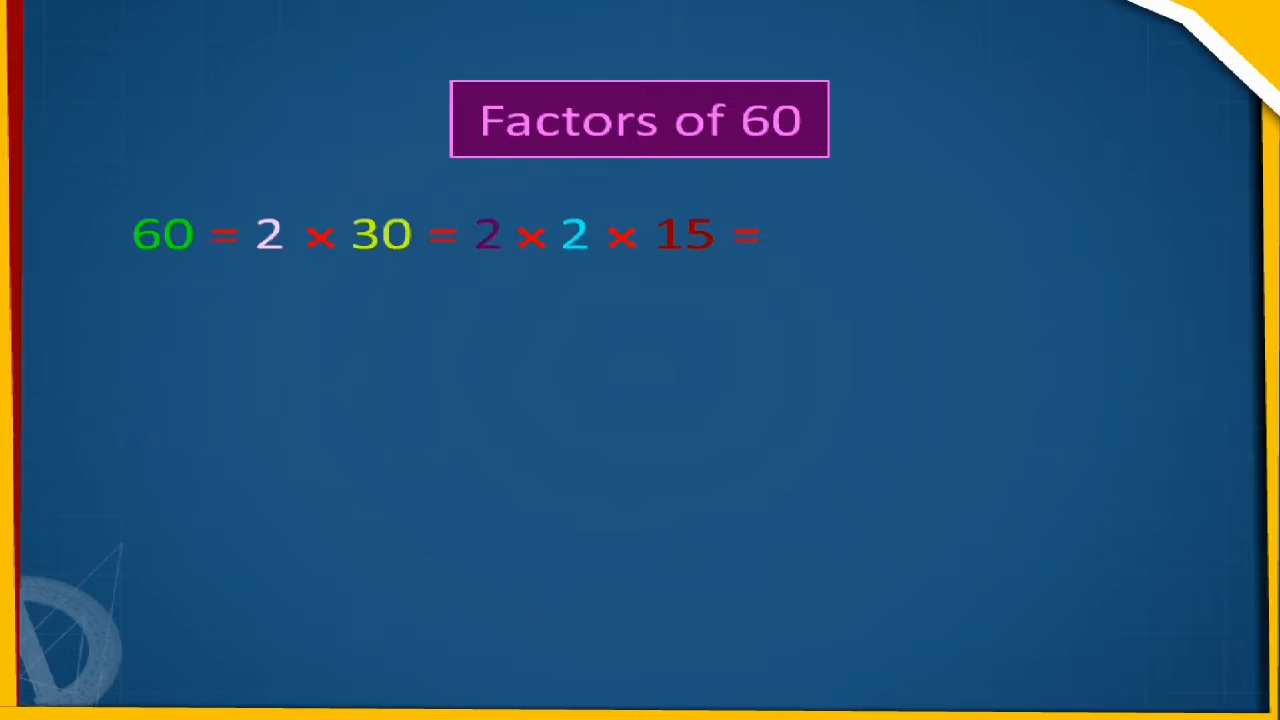 Factors of 60
60 = 2 × 30 = 2 × 2 × 15 =